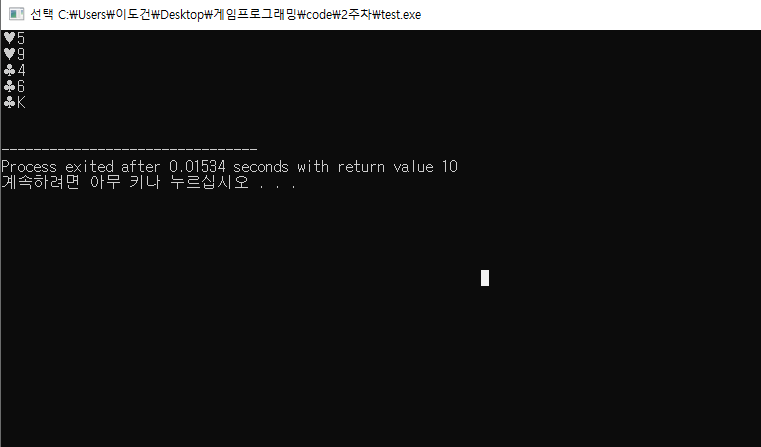 선택 C:₩Users₩이도건₩Desktop₩게임프로그래밍₩code₩2주차₩test.exe
♥5
♥9
♣4
♣6
♣K
--------------------------------
Process exited after 0.01534 seconds with return value 10
계속하려면 아무 키나 누르십시오 . . .